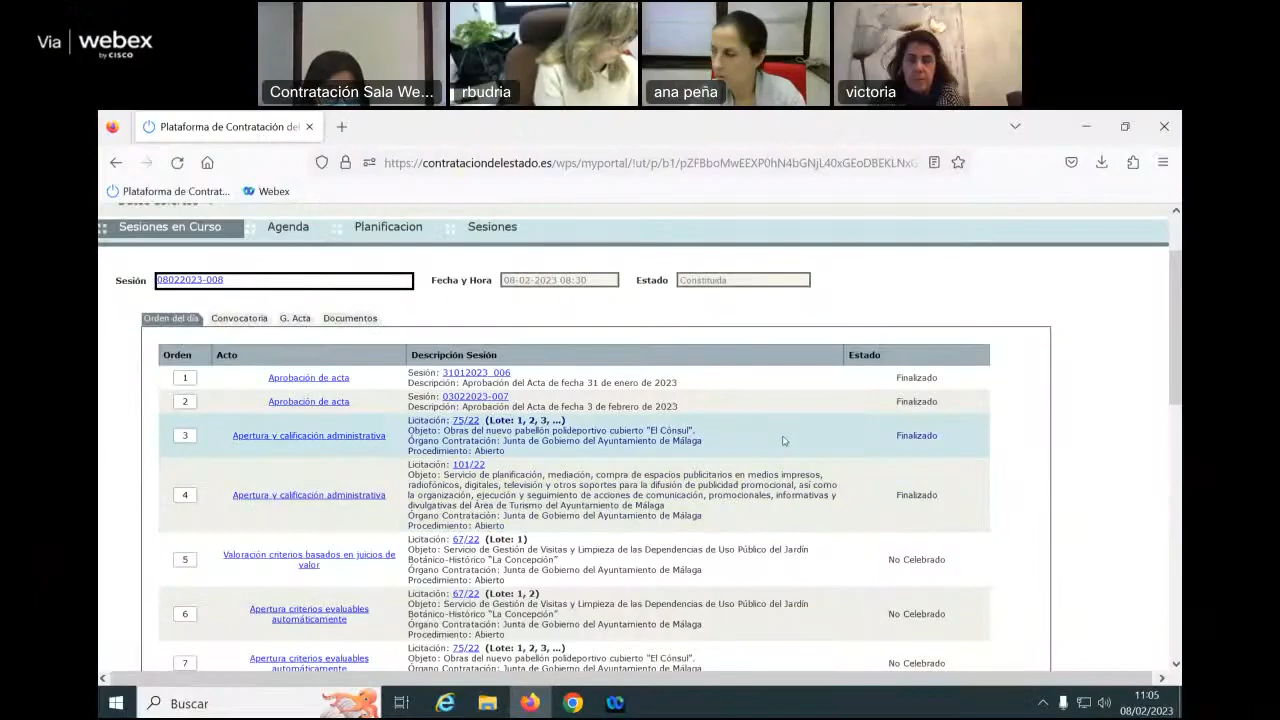 Via webex
by CISCO
Contratación Sala We...
rbudria
ana peña
victoria
Plataforma de Contratación del
https://contrataciondelestado.es/wps/myportal/!ut/p/b1/
Plataforma de Contrat...
Webex
Sesiones en Curso
Agenda
Planificacion
Sesiones
Sesión
08022023-008
Fecha y Hora
08-02-2023 08:30
Estado
Constituida
Orden del día
Convocatoria
G. Acta
Documentos
Orden
Acto
Descripción Sesión
Estado
1
Aprobación de acta
Sesión: 31012023_006
Descripción: Aprobación del Acta de fecha 31 de enero de 2023
Finalizado
2
Aprobación de acta
Sesión: 03022023-007
Descripción: Aprobación del Acta de fecha 3 de febrero de 2023
Finalizado
3
Apertura y calificación administrativa
Licitación: 75/22 (Lote: 1, 2, 3, ...)
Objeto: Obras del nuevo pabellón polideportivo cubierto "El Cónsul".
Órgano Contratación: Junta de Gobierno del Ayuntamiento de Málaga
Procedimiento: Abierto
Finalizado
4
Apertura y calificación administrativa
Licitación: 101/22
Objeto: Servicio de planificación, mediación, compra de espacios publicitarios en medios impresos,
radiofónicos, digitales, televisión y otros soportes para la difusión de publicidad promocional, así como
la organización, ejecución y seguimiento de acciones de comunicación, promocionales, informativas y
divulgativas del Área de Turismo del Ayuntamiento de Málaga
Órgano Contratación: Junta de Gobierno del Ayuntamiento de Málaga
Procedimiento: Abierto
Finalizado
5
Valoración criterios basados en juicios de
valor
Licitación: 67/22 (Lote: 1)
Objeto: Servicio de Gestión de Visitas y Limpieza de las Dependencias de Uso Público del Jardín
Botánico-Histórico "La Concepción"
Órgano Contratación: Junta de Gobierno del Ayuntamiento de Málaga
Procedimiento: Abierto
No Celebrado
6
Apertura criterios evaluables
automáticamente
Licitación: 67/22 (Lote: 1, 2)
Objeto: Servicio de Gestión de Visitas y Limpieza de las Dependencias de Uso Público del Jardín
Botánico-Histórico "La Concepción"
Órgano Contratación: Junta de Gobierno del Ayuntamiento de Málaga
Procedimiento: Abierto
No Celebrado
7
Apertura criterios evaluables
automáticamente
Licitación: 75/22 (Lote: 1, 2, 3, ...)
Objeto: Obras del nuevo pabellón polideportivo cubierto "El Cónsul".
Órgano Contratación: Junta de Gobierno del Ayuntamiento de Málaga
No Celebrado
Buscar
11:05
08/02/2023